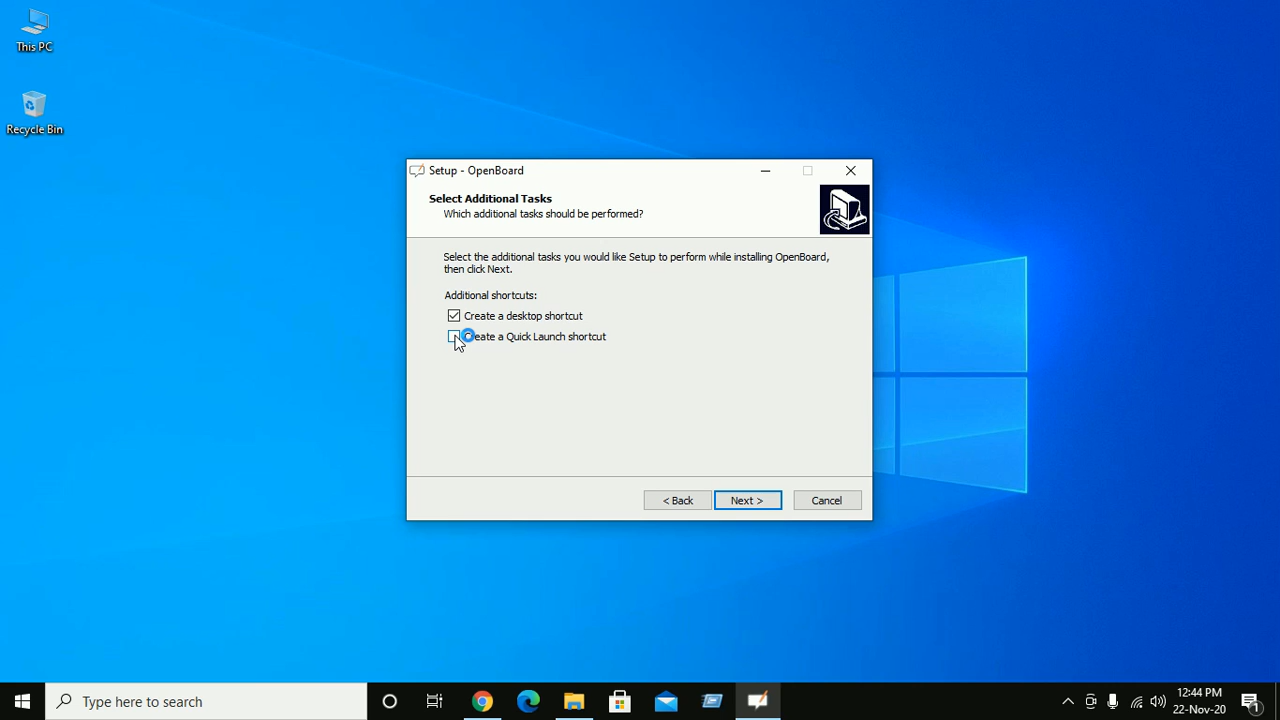 This PC
Recycle Bin
Setup - OpenBoard
Select Additional Tasks
Which additional tasks should be performed?
Select the additional tasks you would like Setup to perform while installing OpenBoard,
then click Next.
Additional shortcuts:
Create a desktop shortcut
Create a Quick Launch shortcut
< Back
Next >
Cancel
Type here to search
12:44 PM
22-Nov-20
1